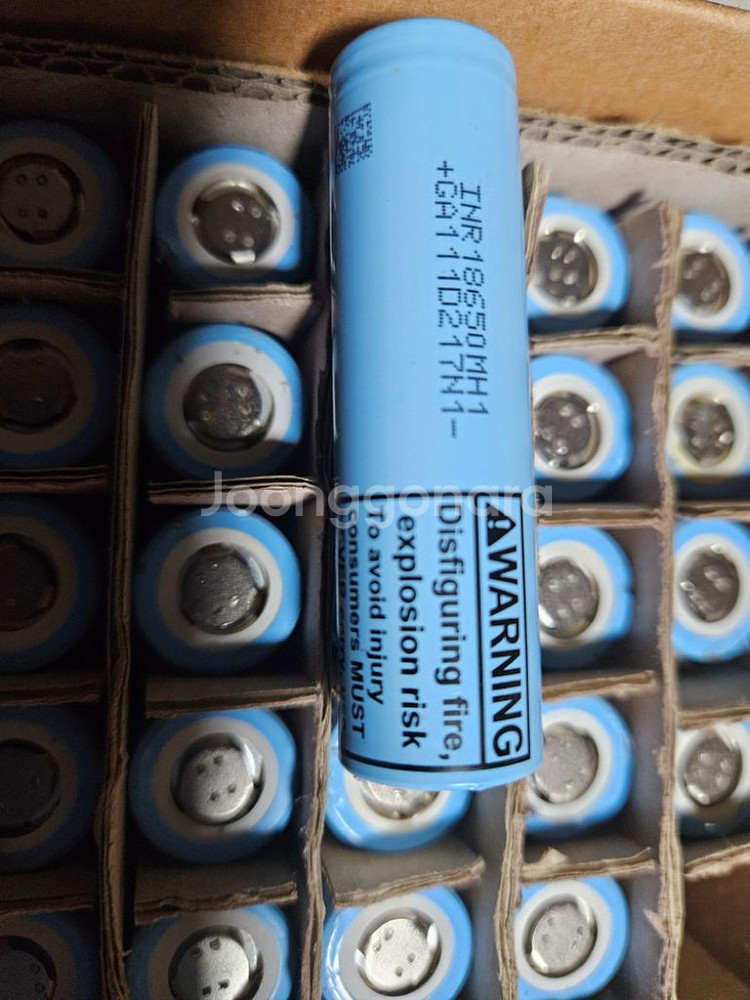 INR18650MH1
+GA111D217N1-
⚠WARNING
Disfiguring fire,
explosion risk
To avoid injury
consumers MUST
Joonggonara